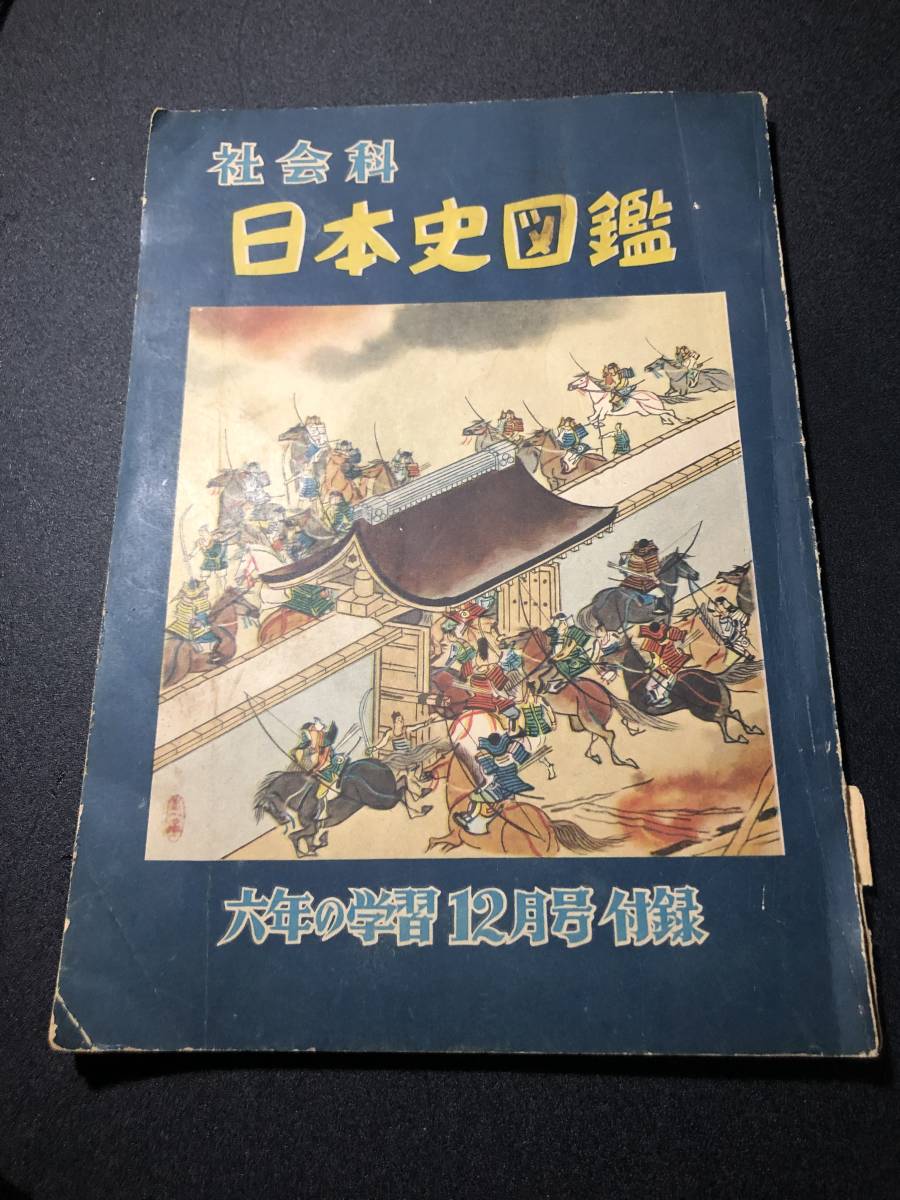 社会科
日本史図鑑
六年の学習 12月号 付録